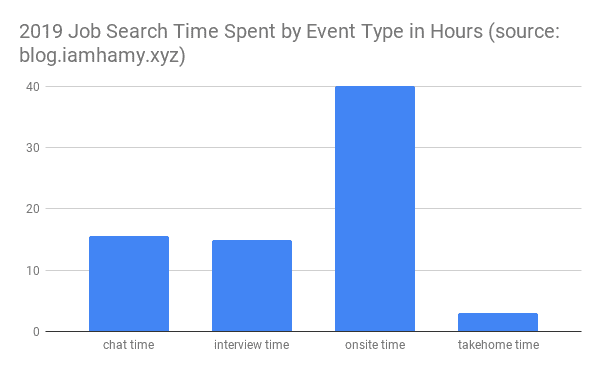 2019 Job Search Time Spent by Event Type in Hours (source:
blog.iamhamy.xyz)
40
30
20
10
0
chat time
interview time
onsite time
takehome time